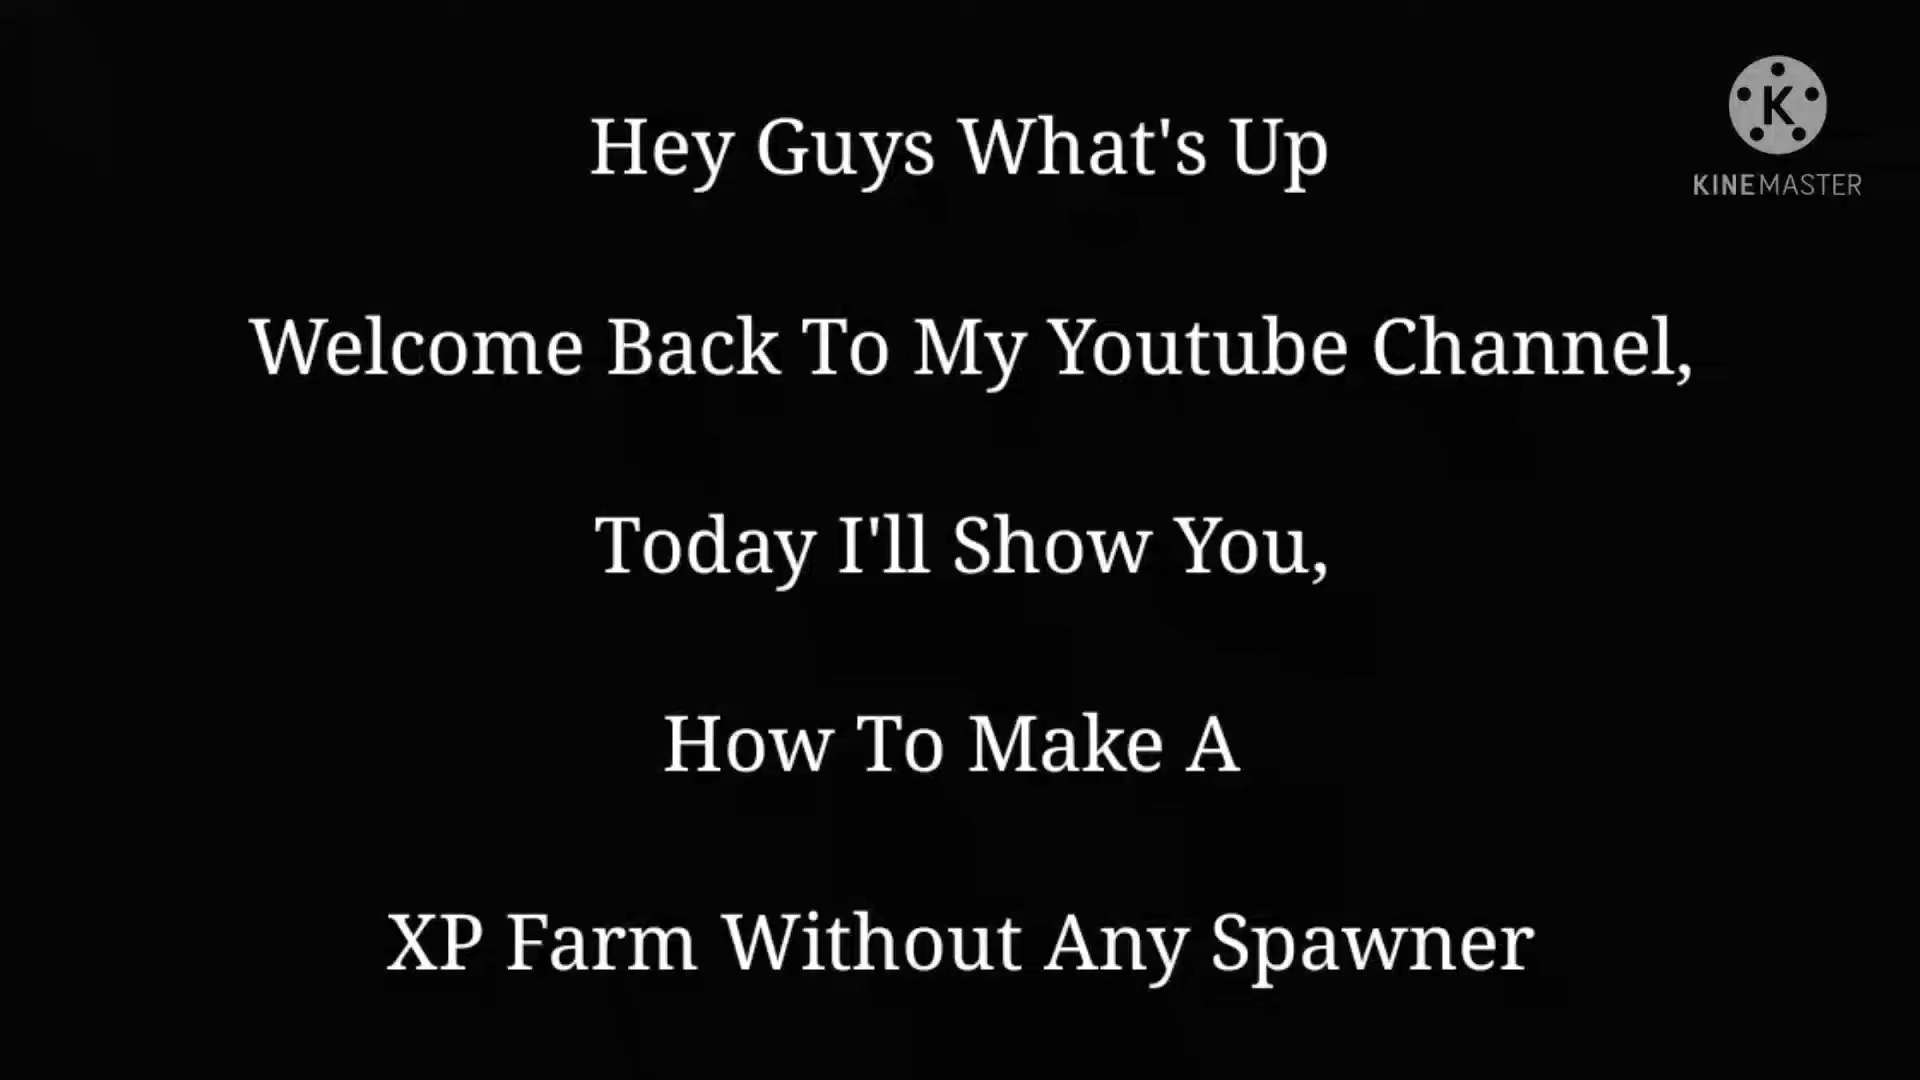 Hey Guys What's Up
K
KINEMASTER
Welcome Back To My Youtube Channel,
Today I'll Show You,
How To Make A
XP Farm Without Any Spawner